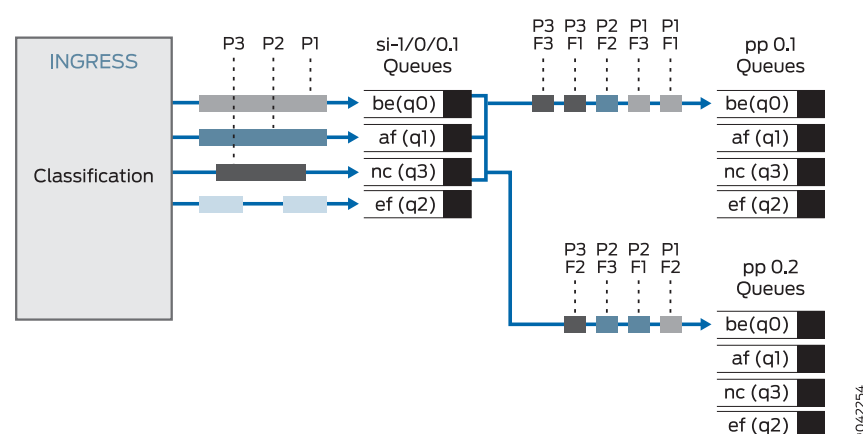 INGRESS
Classification
P3 P2 P1
si-1/0/0.1
Queues
be(q0)
af (q1)
nc (q3)
ef (q2)
P3 P3 P2 P1 P1
F3 F1 F2 F3 F1
pp 0.1
Queues
be(q0)
af (q1)
nc (q3)
ef (q2)
P3 P2 P2 P1
F2 F3 F1 F2
pp 0.2
Queues
be(q0)
af (q1)
nc (q3)
ef (q2)